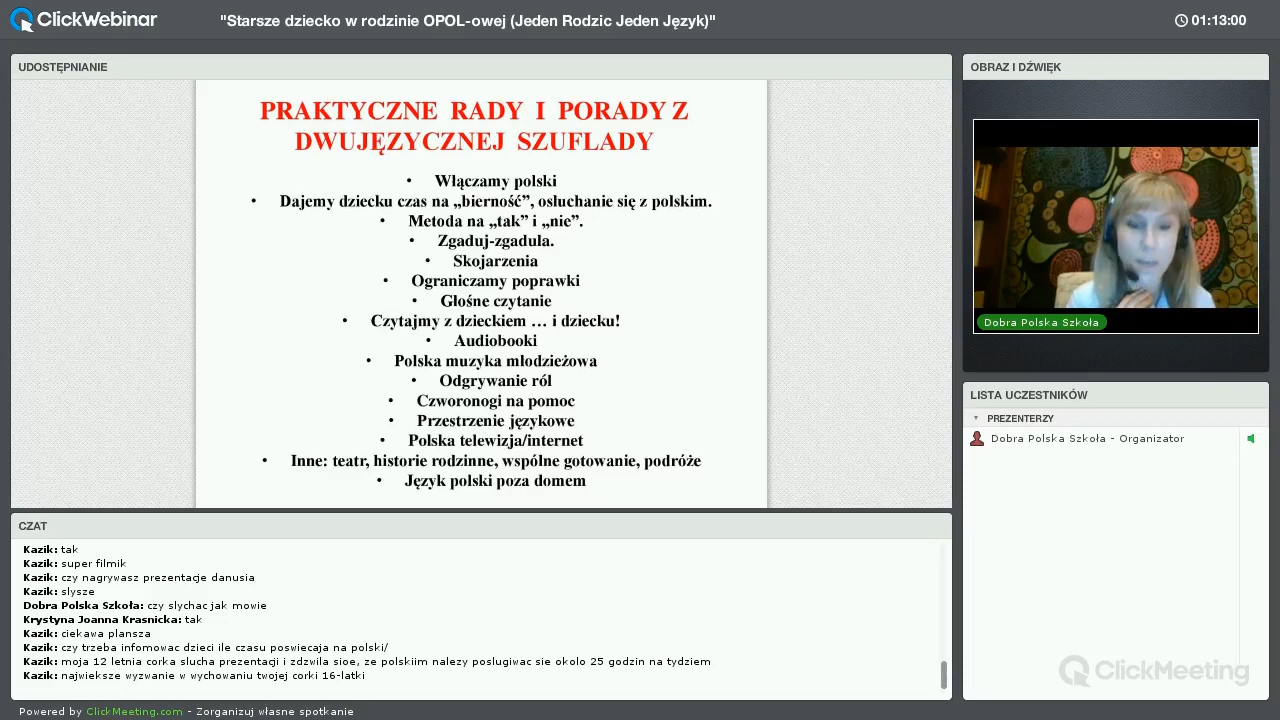 ClickWebinar
"Starsze dziecko w rodzinie OPOL-owej (Jeden Rodzic Jeden Język)"
01:13:00
UDOSTĘPNIANIE
PRAKTYCZNE RADY I PORADY Z
DWUJĘZYCZNEJ SZUFLADY
• Włączamy polski
• Dajemy dziecku czas na „bierność”, osłuchanie się z polskim.
• Metoda na „tak” i „nie”.
• Zgaduj-zgadula.
• Skojarzenia
• Ograniczamy poprawki
• Głośne czytanie
• Czytajmy z dzieckiem … i dziecku!
• Audiobooki
• Polska muzyka młodzieżowa
• Odgrywanie ról
• Czworonogi na pomoc
• Przestrzenie językowe
• Polska telewizja/internet
• Inne: teatr, historie rodzinne, wspólne gotowanie, podróże
• Język polski poza domem
OBRAZ I DŹWIĘK
Dobra Polska Szkoła
LISTA UCZESTNIKÓW
PREZENTERZY
Dobra Polska Szkoła - Organizator
CZAT
Kazik: tak
Kazik: super filmik
Kazik: czy nagrywasz prezentacje danusia
Kazik: slysze
Dobra Polska Szkoła: czy slychac jak mowie
Krystyna Joanna Krasnicka: tak
Kazik: ciekawa plansza
Kazik: czy trzeba infomowac dzieci ile czasu poswiecaja na polski/
Kazik: moja 12 letnia corka slucha prezentacji i zdzwila sioe, ze polskiim nalezy poslugiwac sie okolo 25 godzin na tydziem
Kazik: najwieksze wyzwanie w wychowaniu twojej corki 16-latki
ClickMeeting
Powered by ClickMeeting.com - Zorganizuj własne spotkanie